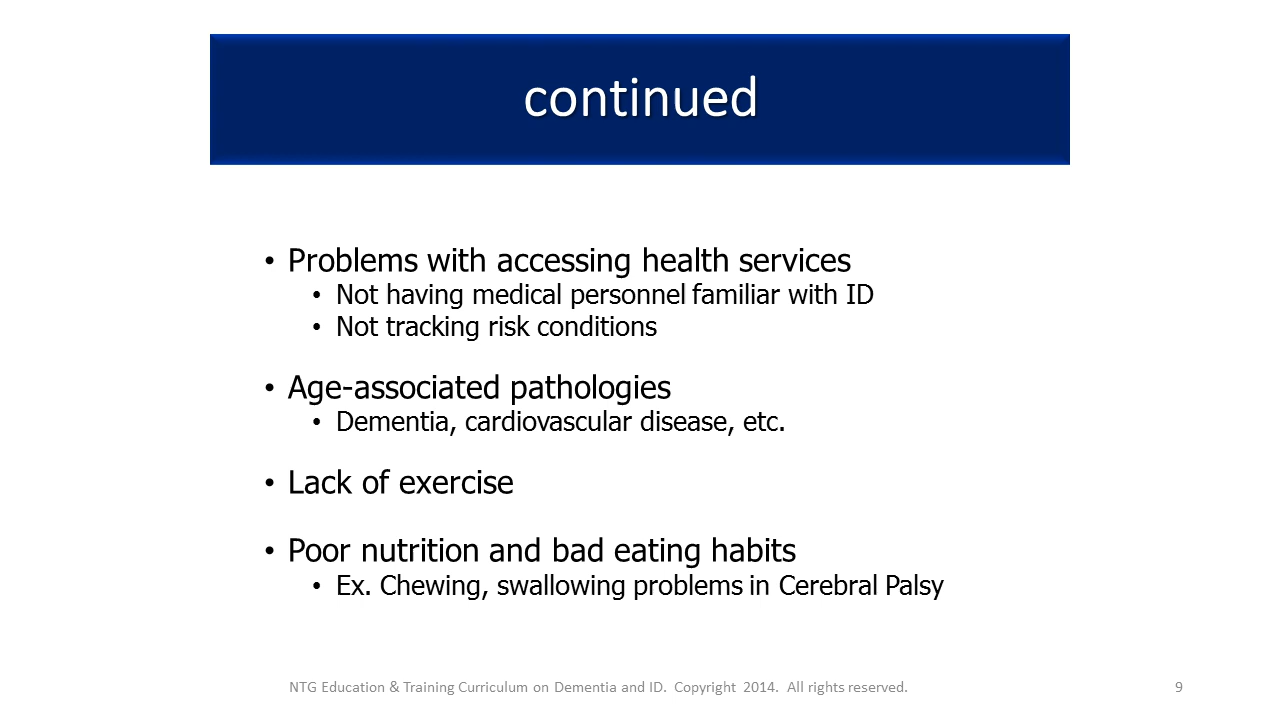 continued
• Problems with accessing health services
• Not having medical personnel familiar with ID
• Not tracking risk conditions
• Age-associated pathologies
• Dementia, cardiovascular disease, etc.
• Lack of exercise
• Poor nutrition and bad eating habits
• Ex. Chewing, swallowing problems in Cerebral Palsy
NTG Education & Training Curriculum on Dementia and ID. Copyright 2014. All rights reserved.
9